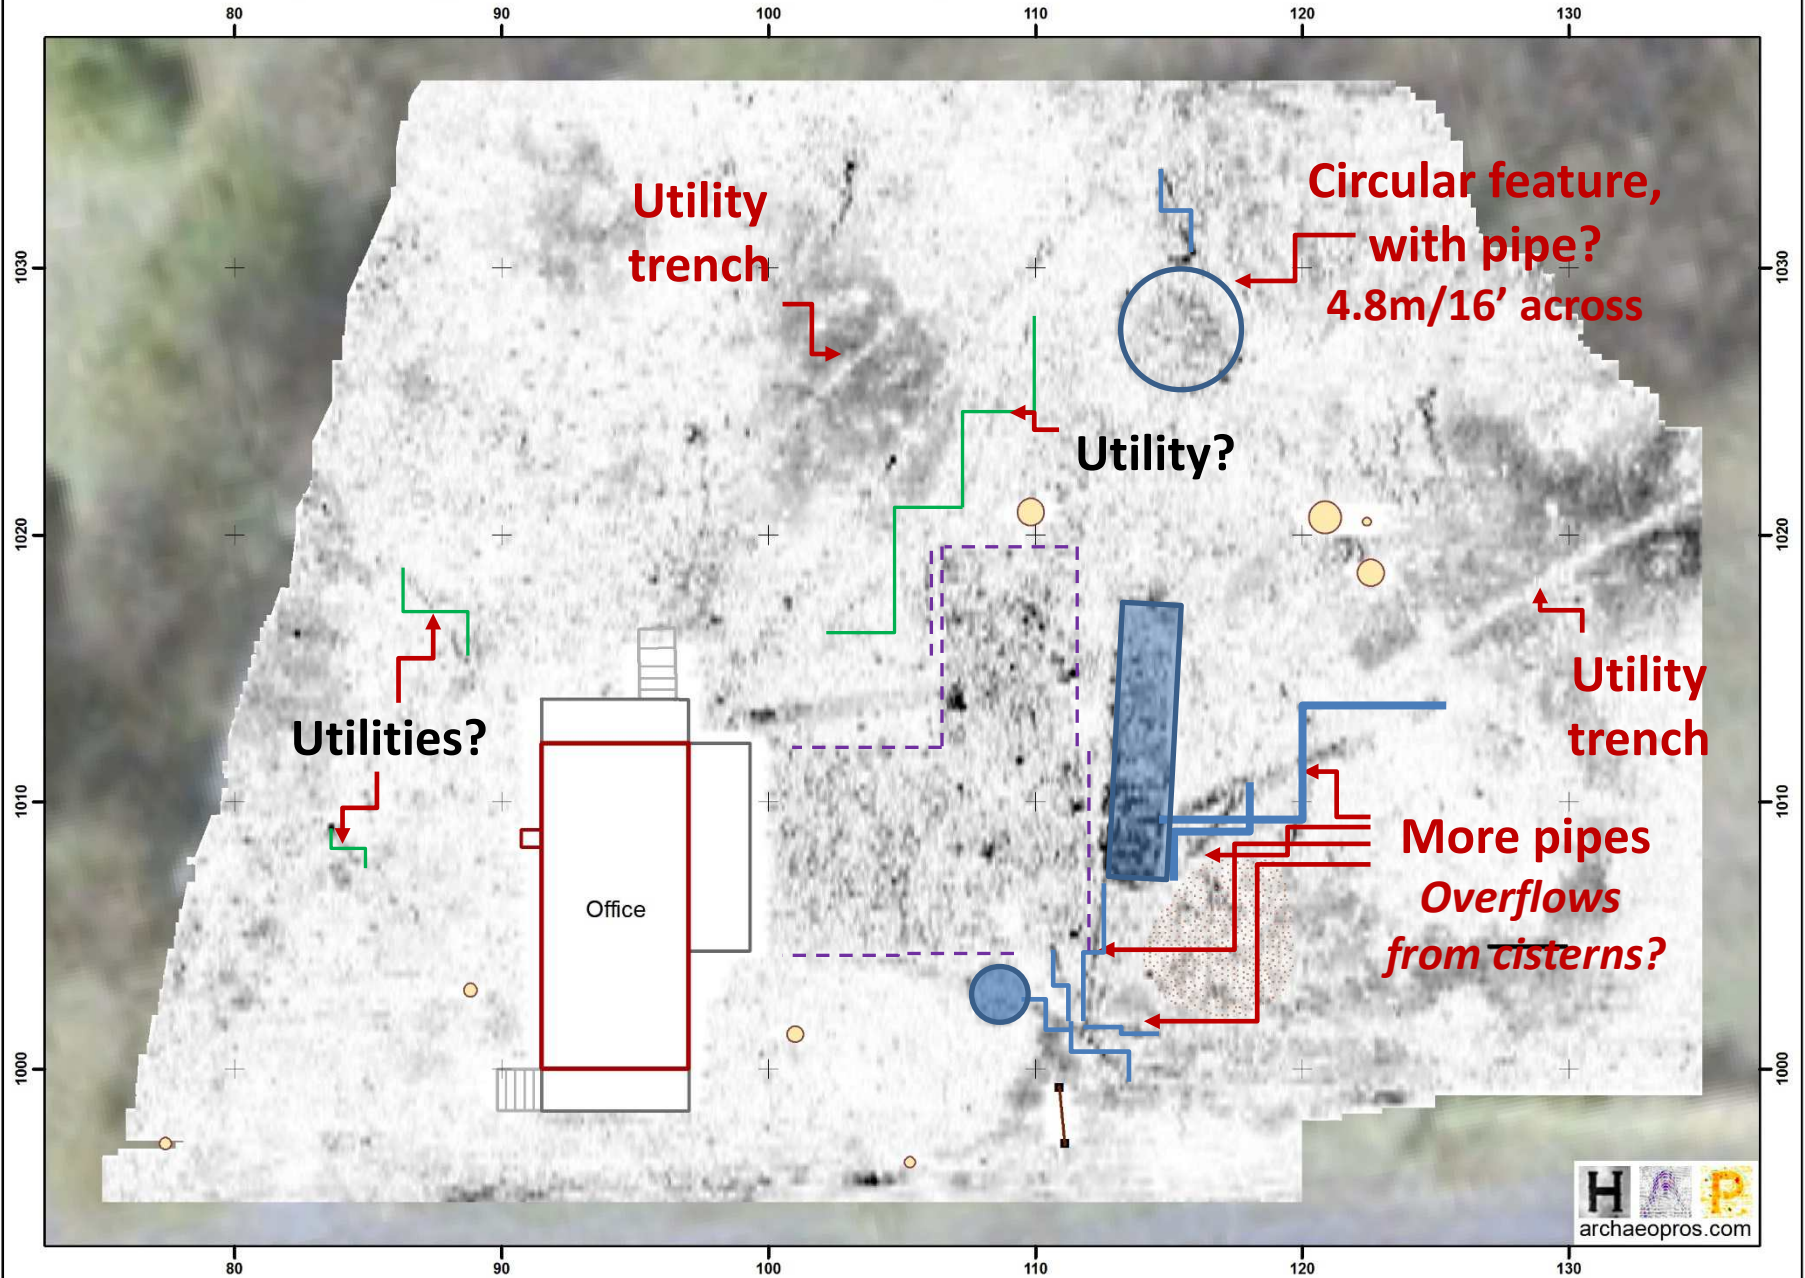 80 90 100 110 120 130
Utility
trench
Circular feature,
with pipe?
4.8m/16’ across
1030
1030
Utility?
1020
1020
Utilities?
Utility
trench
1010
1010
More pipes
Overflows
from cisterns?
Office
1000
1000
HAP
archaeopros.com
80 90 100 110 120 130